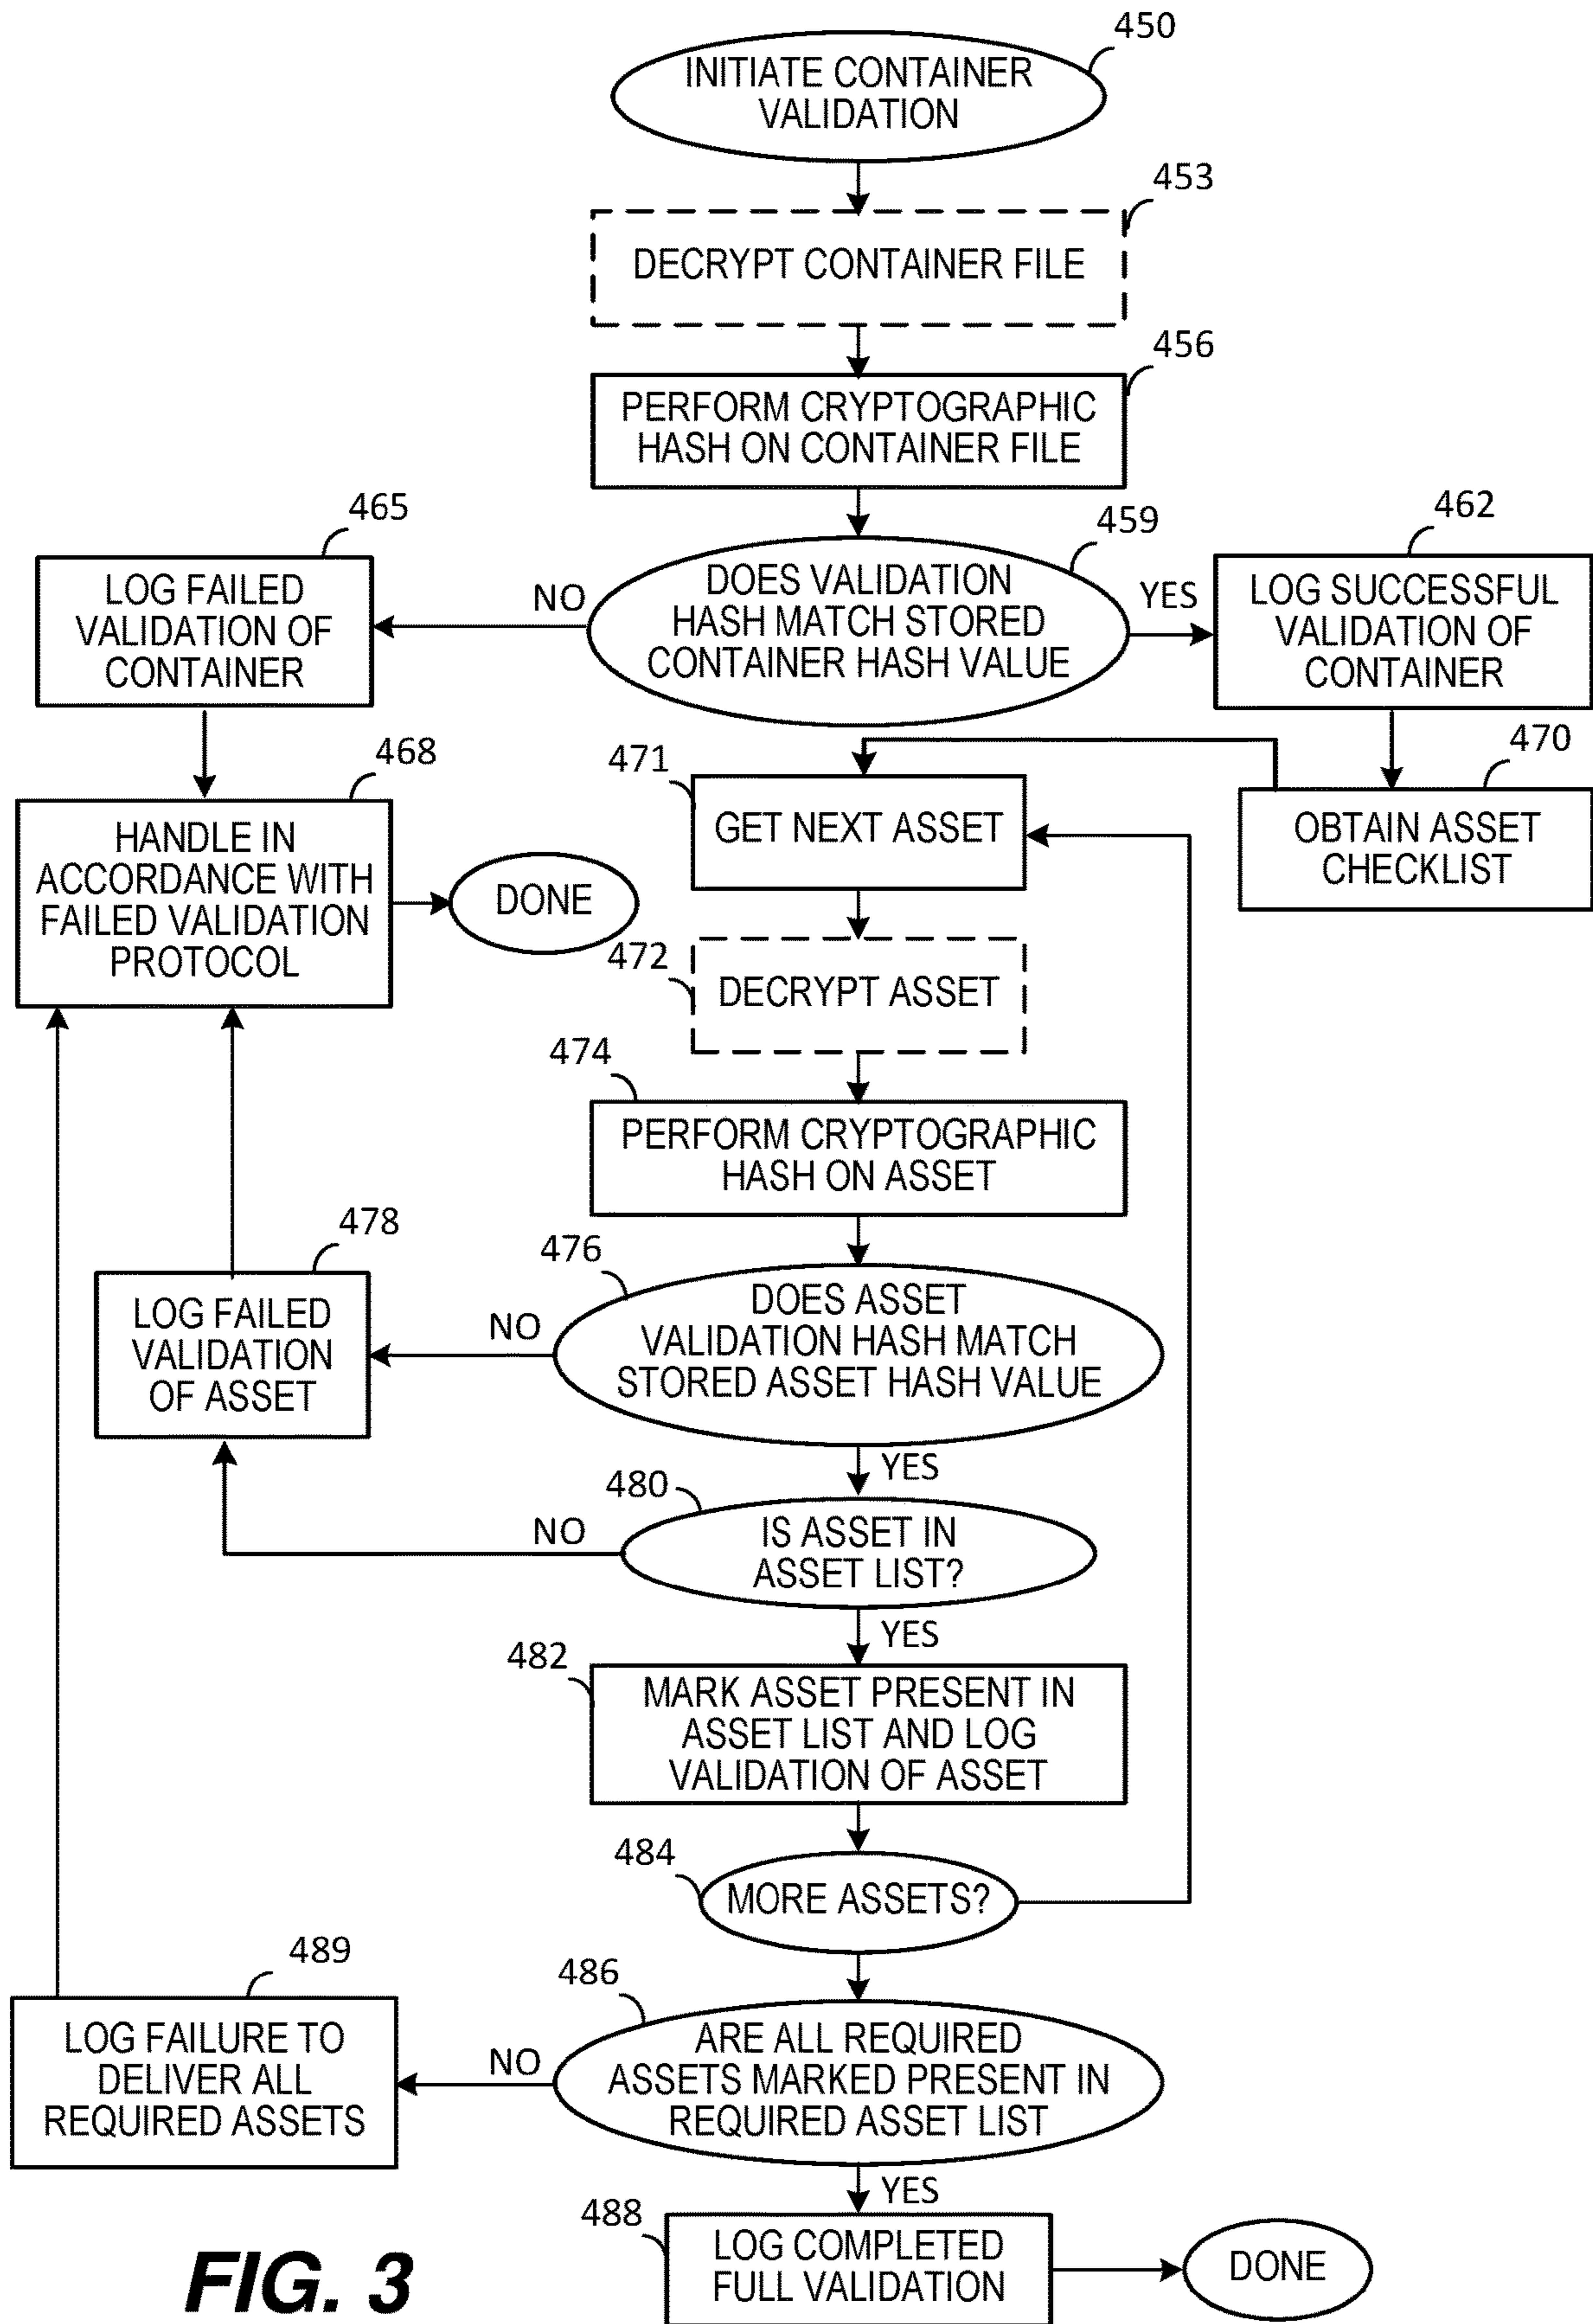 450
INITIATE CONTAINER
VALIDATION
453
DECRYPT CONTAINER FILE
456
PERFORM CRYPTOGRAPHIC
HASH ON CONTAINER FILE
459
DOES VALIDATION
HASH MATCH STORED
CONTAINER HASH VALUE
NO
YES
465
LOG FAILED
VALIDATION OF
CONTAINER
462
LOG SUCCESSFUL
VALIDATION OF
CONTAINER
468
HANDLE IN
ACCORDANCE WITH
FAILED VALIDATION
PROTOCOL
DONE
470
OBTAIN ASSET
CHECKLIST
471
GET NEXT ASSET
472
DECRYPT ASSET
474
PERFORM CRYPTOGRAPHIC
HASH ON ASSET
476
DOES ASSET
VALIDATION HASH MATCH
STORED ASSET HASH VALUE
NO
478
LOG FAILED
VALIDATION
OF ASSET
YES
480
IS ASSET IN
ASSET LIST?
NO
YES
482
MARK ASSET PRESENT IN
ASSET LIST AND LOG
VALIDATION OF ASSET
484
MORE ASSETS?
486
ARE ALL REQUIRED
ASSETS MARKED PRESENT IN
REQUIRED ASSET LIST
NO
489
LOG FAILURE TO
DELIVER ALL
REQUIRED ASSETS
YES
488
LOG COMPLETED
FULL VALIDATION
DONE
FIG. 3